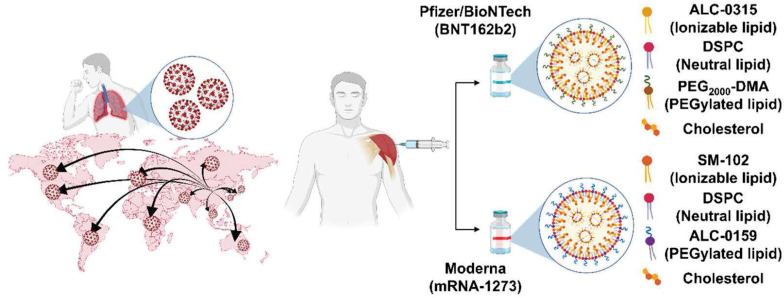 Pfizer/BioNTech
(BNT162b2)
ALC-0315
(Ionizable lipid)
DSPC
(Neutral lipid)
PEG2000-DMA
(PEGylated lipid)
Cholesterol
Moderna
(mRNA-1273)
SM-102
(Ionizable lipid)
DSPC
(Neutral lipid)
ALC-0159
(PEGylated lipid)
Cholesterol